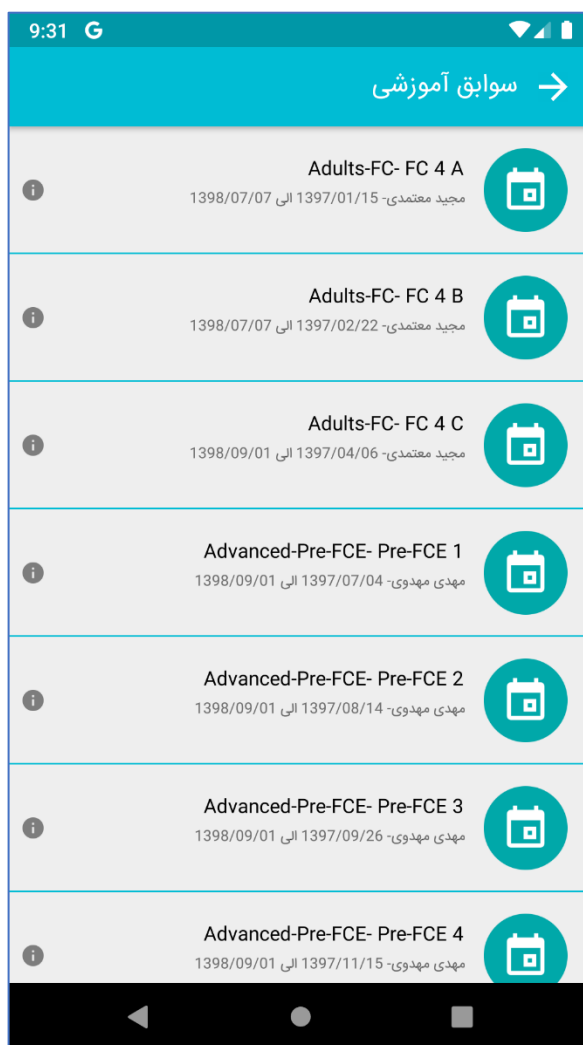 9:31 G
سوابق آموزشی
Adults-FC- FC 4 A
مجید معتمدی- 1397/01/15 الی 1398/07/07
Adults-FC- FC 4 B
مجید معتمدی- 1397/02/22 الی 1398/07/07
Adults-FC- FC 4 C
مجید معتمدی- 1397/04/06 الی 1398/09/01
Advanced-Pre-FCE- Pre-FCE 1
مهدی مهدوی- 1397/07/04 الی 1398/09/01
Advanced-Pre-FCE- Pre-FCE 2
مهدی مهدوی- 1397/08/14 الی 1398/09/01
Advanced-Pre-FCE- Pre-FCE 3
مهدی مهدوی- 1397/09/26 الی 1398/09/01
Advanced-Pre-FCE- Pre-FCE 4
مهدی مهدوی- 1397/11/15 الی 1398/09/01